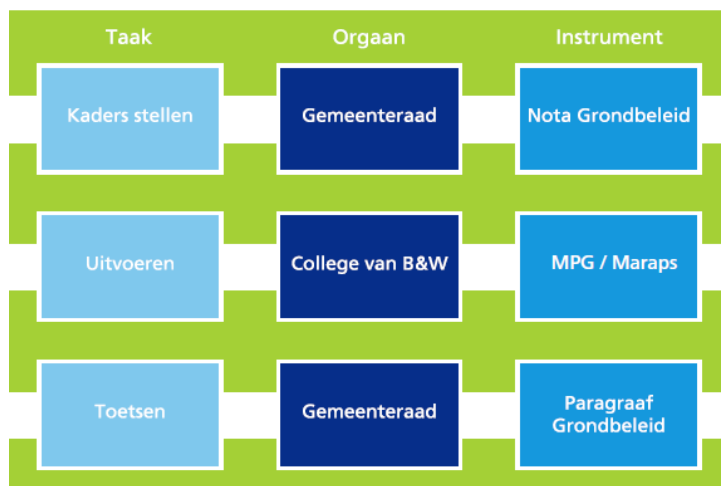 Taak Orgaan Instrument
Kaders stellen Gemeenteraad Nota Grondbeleid
Uitvoeren College van B&W MPG / Maraps
Toetsen Gemeenteraad Paragraaf
Grondbeleid